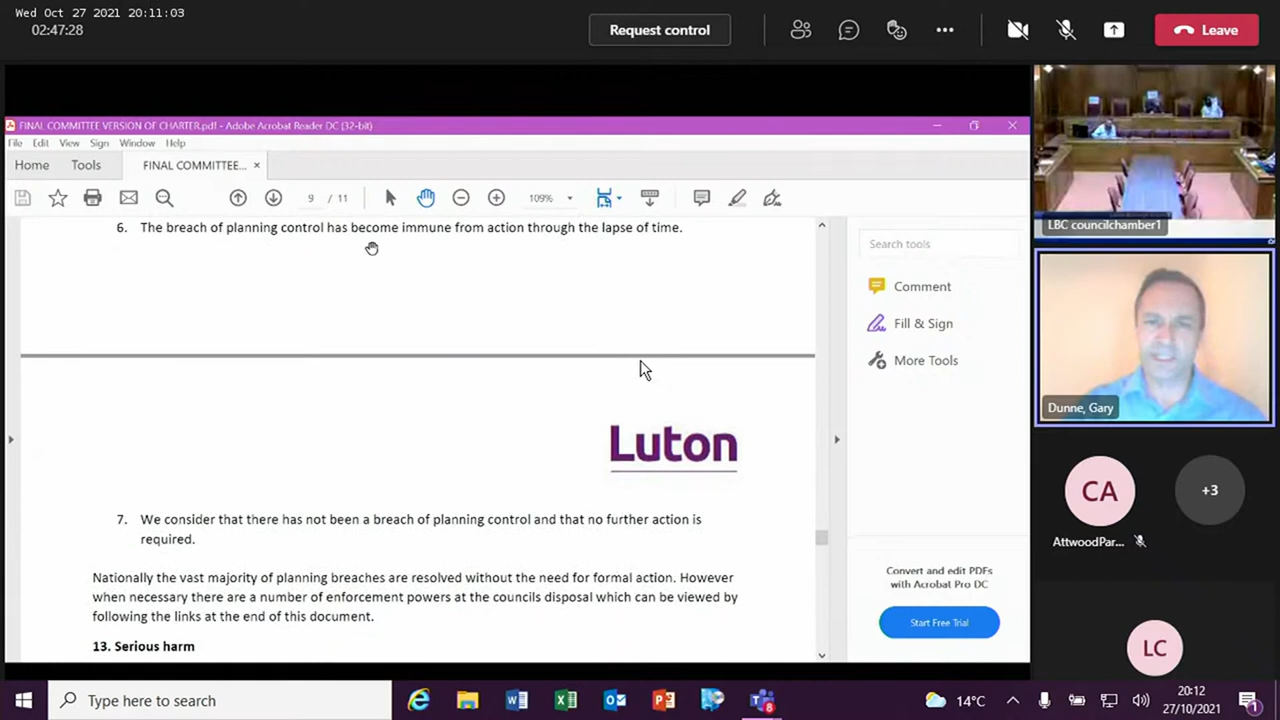 Wed Oct 27 2021 20:11:03
02:47:28
Request control
Leave
FINAL COMMITTEE VERSION OF CHARTER.pdf - Adobe Acrobat Reader DC (32-bit)
File Edit View Sign Window Help
Home Tools FINAL COMMITTEE... ×
9 / 11 109%
6. The breach of planning control has become immune from action through the lapse of time.
Luton
7. We consider that there has not been a breach of planning control and that no further action is
required.
Nationally the vast majority of planning breaches are resolved without the need for formal action. However
when necessary there are a number of enforcement powers at the councils disposal which can be viewed by
following the links at the end of this document.
13. Serious harm
Search tools
Comment
Fill & Sign
More Tools
Convert and edit PDFs
with Acrobat Pro DC
Start Free Trial
LBC councilchamber1
Dunne, Gary
CA
+3
AttwoodPar...
LC
Type here to search
14°C
20:12
27/10/2021
1
8